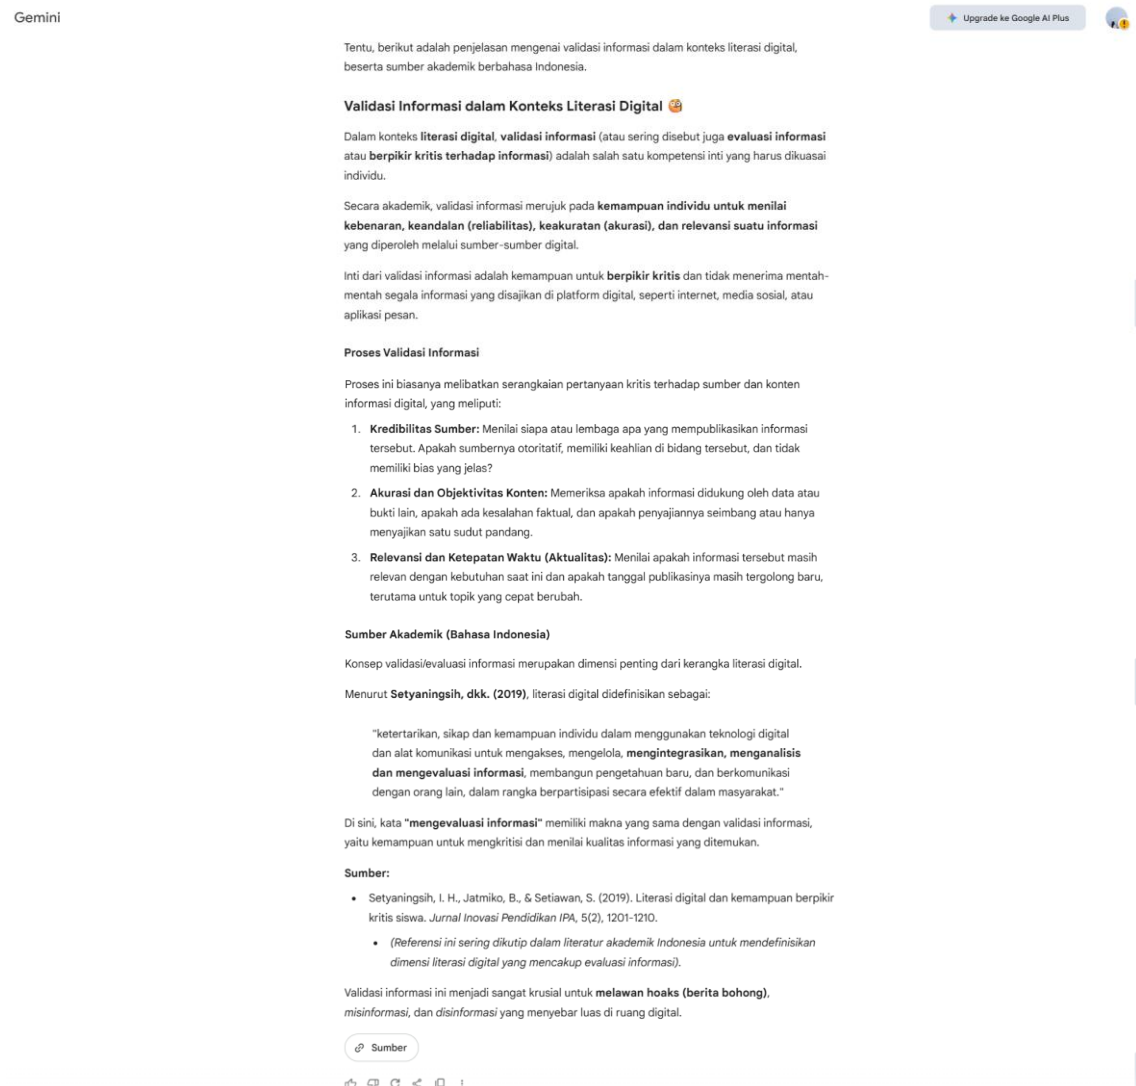 Gemini
Upgrade ke Google AI Plus
Tentu, berikut adalah penjelasan mengenai validasi informasi dalam konteks literasi digital,
beserta sumber akademik berbahasa Indonesia.
Validasi Informasi dalam Konteks Literasi Digital 🧐
Dalam konteks literasi digital, validasi informasi (atau sering disebut juga evaluasi informasi
atau berpikir kritis terhadap informasi) adalah salah satu kompetensi inti yang harus dikuasai
individu.
Secara akademik, validasi informasi merujuk pada kemampuan individu untuk menilai
kebenaran, keandalan (reliabilitas), keakuratan (akurasi), dan relevansi suatu informasi
yang diperoleh melalui sumber-sumber digital.
Inti dari validasi informasi adalah kemampuan untuk berpikir kritis dan tidak menerima mentah-
mentah segala informasi yang disajikan di platform digital, seperti internet, media sosial, atau
aplikasi pesan.
Proses Validasi Informasi
Proses ini biasanya melibatkan serangkaian pertanyaan kritis terhadap sumber dan konten
informasi digital, yang meliputi:
1. Kredibilitas Sumber: Menilai siapa atau lembaga apa yang mempublikasikan informasi
tersebut. Apakah sumbernya otoritatif, memiliki keahlian di bidang tersebut, dan tidak
memiliki bias yang jelas?
2. Akurasi dan Objektivitas Konten: Memeriksa apakah informasi didukung oleh data atau
bukti lain, apakah ada kesalahan faktual, dan apakah penyajiannya seimbang atau hanya
menyajikan satu sudut pandang.
3. Relevansi dan Ketepatan Waktu (Aktualitas): Menilai apakah informasi tersebut masih
relevan dengan kebutuhan saat ini dan apakah tanggal publikasinya masih tergolong baru,
terutama untuk topik yang cepat berubah.
Sumber Akademik (Bahasa Indonesia)
Konsep validasi/evaluasi informasi merupakan dimensi penting dari kerangka literasi digital.
Menurut Setyaningsih, dkk. (2019), literasi digital didefinisikan sebagai:
"ketertarikan, sikap dan kemampuan individu dalam menggunakan teknologi digital
dan alat komunikasi untuk mengakses, mengelola, mengintegrasikan, menganalisis
dan mengevaluasi informasi, membangun pengetahuan baru, dan berkomunikasi
dengan orang lain, dalam rangka berpartisipasi secara efektif dalam masyarakat."
Di sini, kata "mengevaluasi informasi" memiliki makna yang sama dengan validasi informasi,
yaitu kemampuan untuk mengkritisi dan menilai kualitas informasi yang ditemukan.
Sumber:
• Setyaningsih, I. H., Jatmiko, B., & Setiawan, S. (2019). Literasi digital dan kemampuan berpikir
kritis siswa. Jurnal Inovasi Pendidikan IPA, 5(2), 1201-1210.
• (Referensi ini sering dikutip dalam literatur akademik Indonesia untuk mendefinisikan
dimensi literasi digital yang mencakup evaluasi informasi).
Validasi informasi ini menjadi sangat krusial untuk melawan hoaks (berita bohong),
misinformasi, dan disinformasi yang menyebar luas di ruang digital.
Sumber